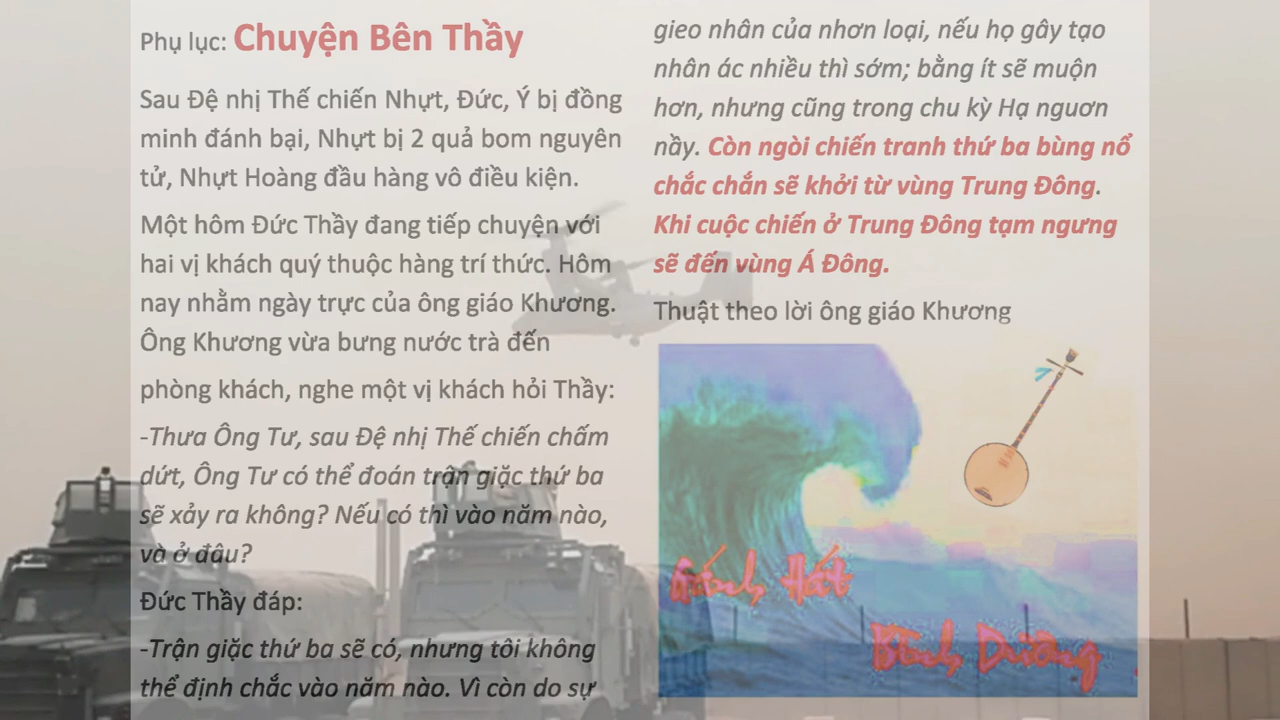 Phụ lục: Chuyện Bên Thầy
Sau Đệ nhị Thế chiến Nhựt, Đức, Ý bị đồng
minh đánh bại, Nhựt bị 2 quả bom nguyên
tử, Nhựt Hoàng đầu hàng vô điều kiện.
Một hôm Đức Thầy đang tiếp chuyện với
hai vị khách quý thuộc hàng trí thức. Hôm
nay nhằm ngày trực của ông giáo Khương.
Ông Khương vừa bưng nước trà đến
phòng khách, nghe một vị khách hỏi Thầy:
-Thưa Ông Tư, sau Đệ nhị Thế chiến chấm
dứt, Ông Tư có thể đoán trận giặc thứ ba
sẽ xảy ra không? Nếu có thì vào năm nào,
và ở đâu?
Đức Thầy đáp:
-Trận giặc thứ ba sẽ có, nhưng tôi không
thể định chắc vào năm nào. Vì còn do sự
gieo nhân của nhơn loại, nếu họ gây tạo
nhân ác nhiều thì sớm; bằng ít sẽ muộn
hơn, nhưng cũng trong chu kỳ Hạ nguơn
nầy. Còn ngòi chiến tranh thứ ba bùng nổ
chắc chắn sẽ khởi từ vùng Trung Đông.
Khi cuộc chiến ở Trung Đông tạm ngưng
sẽ đến vùng Á Đông.
Thuật theo lời ông giáo Khương
Gánh Hát
Bình Dương